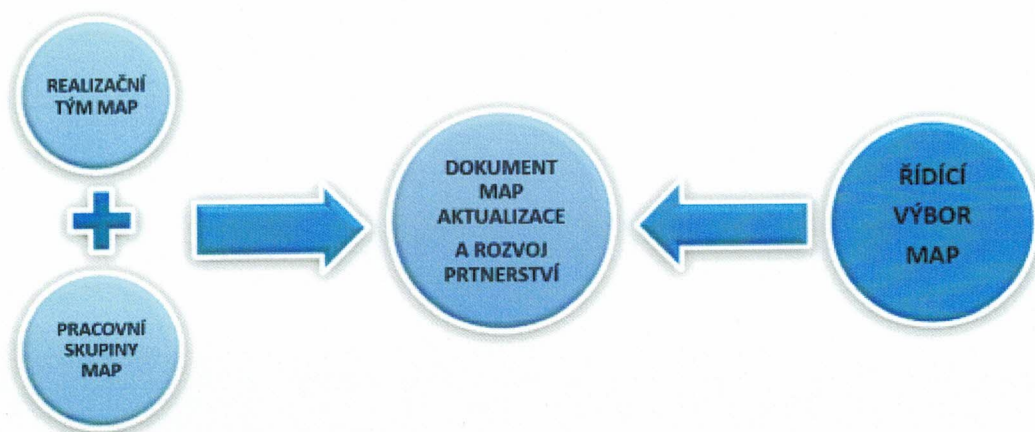 REALIZAČNÍ
TÝM MAP
PRACOVNÍ
SKUPINY
MAP
DOKUMENT
MAP
AKTUALIZACE
A ROZVOJ
PRTNERSTVÍ
ŘÍDÍCÍ
VÝBOR
MAP